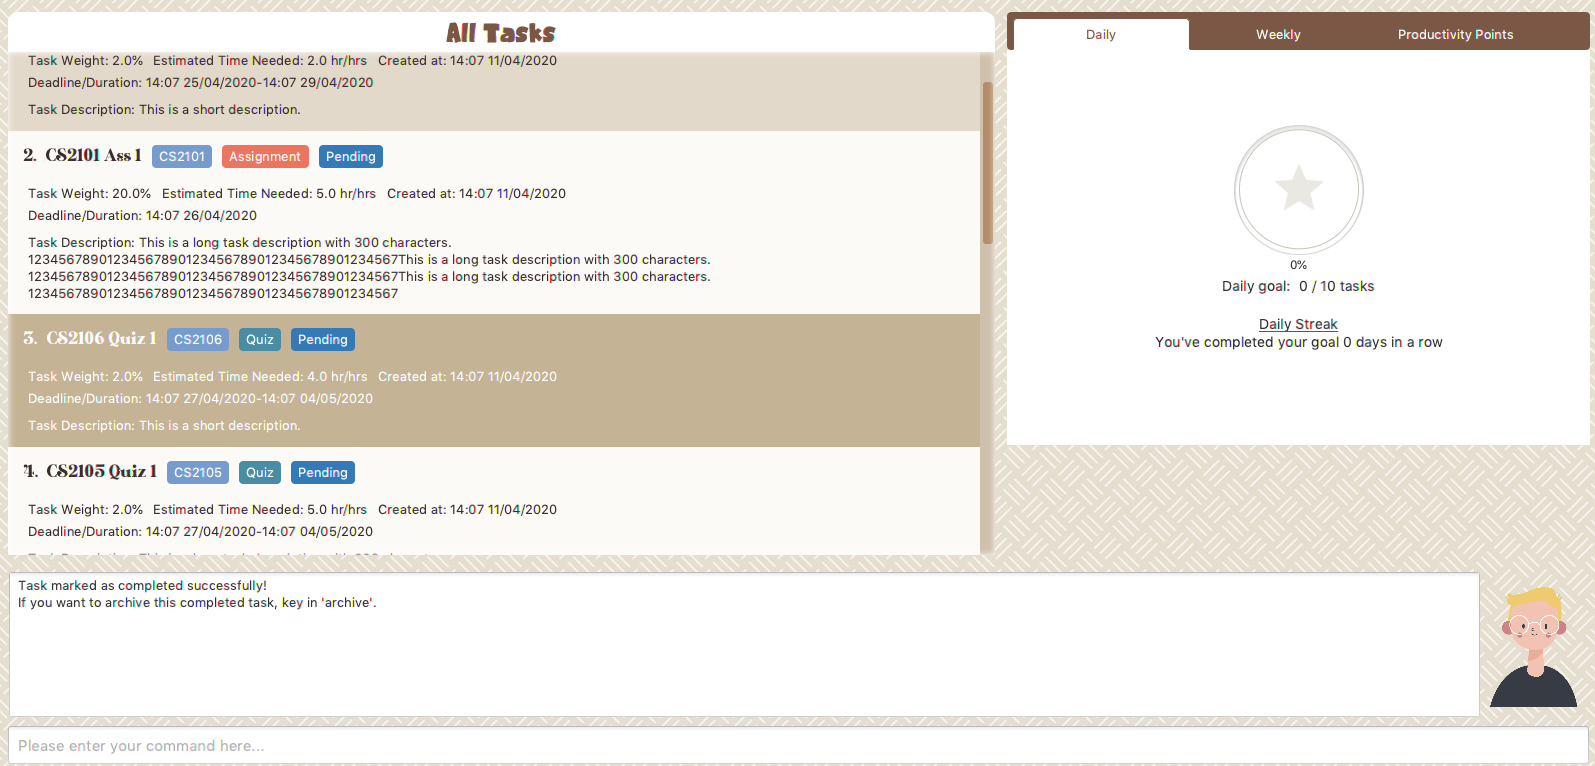 All Tasks
Task Weight: 2.0% Estimated Time Needed: 2.0 hr/hrs Created at: 14:07 11/04/2020
Deadline/Duration: 14:07 25/04/2020-14:07 29/04/2020
Task Description: This is a short description.
2. CS2101 Ass 1 CS2101 Assignment Pending
Task Weight: 20.0% Estimated Time Needed: 5.0 hr/hrs Created at: 14:07 11/04/2020
Deadline/Duration: 14:07 26/04/2020
Task Description: This is a long task description with 300 characters.
12345678901234567890123456789012345678901234567This is a long task description with 300 characters.
12345678901234567890123456789012345678901234567This is a long task description with 300 characters.
12345678901234567890123456789012345678901234567
3. CS2106 Quiz 1 CS2106 Quiz Pending
Task Weight: 2.0% Estimated Time Needed: 4.0 hr/hrs Created at: 14:07 11/04/2020
Deadline/Duration: 14:07 27/04/2020-14:07 04/05/2020
Task Description: This is a short description.
4. CS2105 Quiz 1 CS2105 Quiz Pending
Task Weight: 2.0% Estimated Time Needed: 5.0 hr/hrs Created at: 14:07 11/04/2020
Deadline/Duration: 14:07 27/04/2020-14:07 04/05/2020
Daily Weekly Productivity Points
0%
Daily goal: 0 / 10 tasks
Daily Streak
You've completed your goal 0 days in a row
Task marked as completed successfully!
If you want to archive this completed task, key in 'archive'.
Please enter your command here...